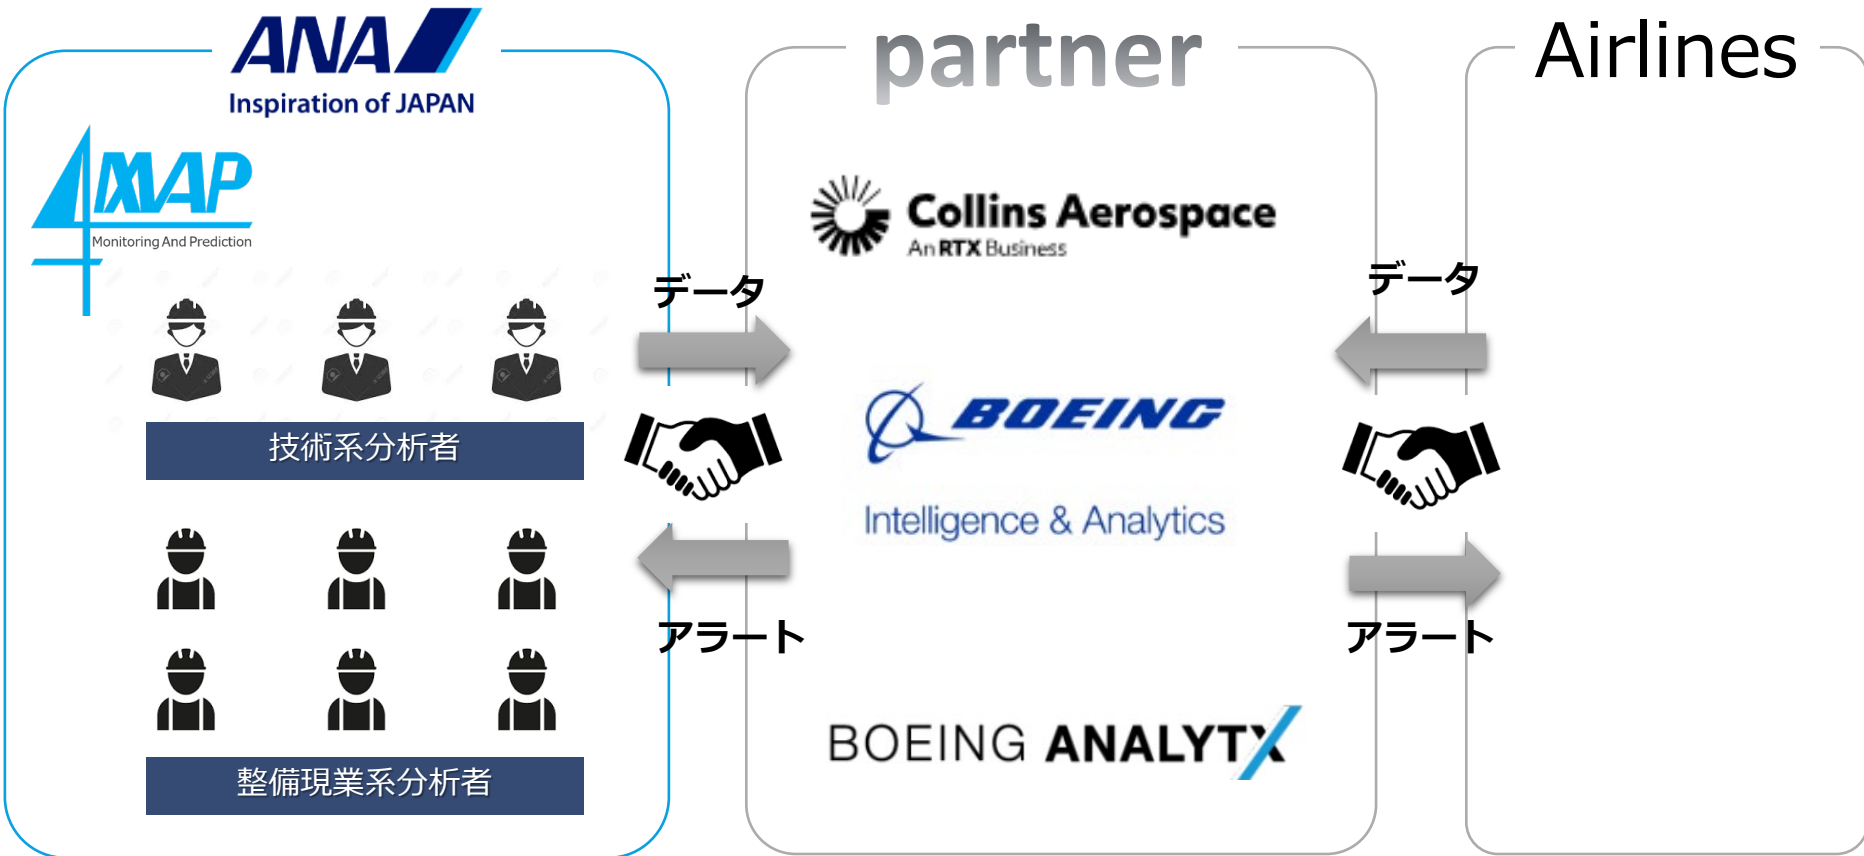 ANA
Inspiration of JAPAN
4MAP
Monitoring And Prediction
技術系分析者
整備現業系分析者
データ
アラート
partner
Collins Aerospace
An RTX Business
BOEING
Intelligence & Analytics
BOEING ANALYTX
データ
アラート
Airlines